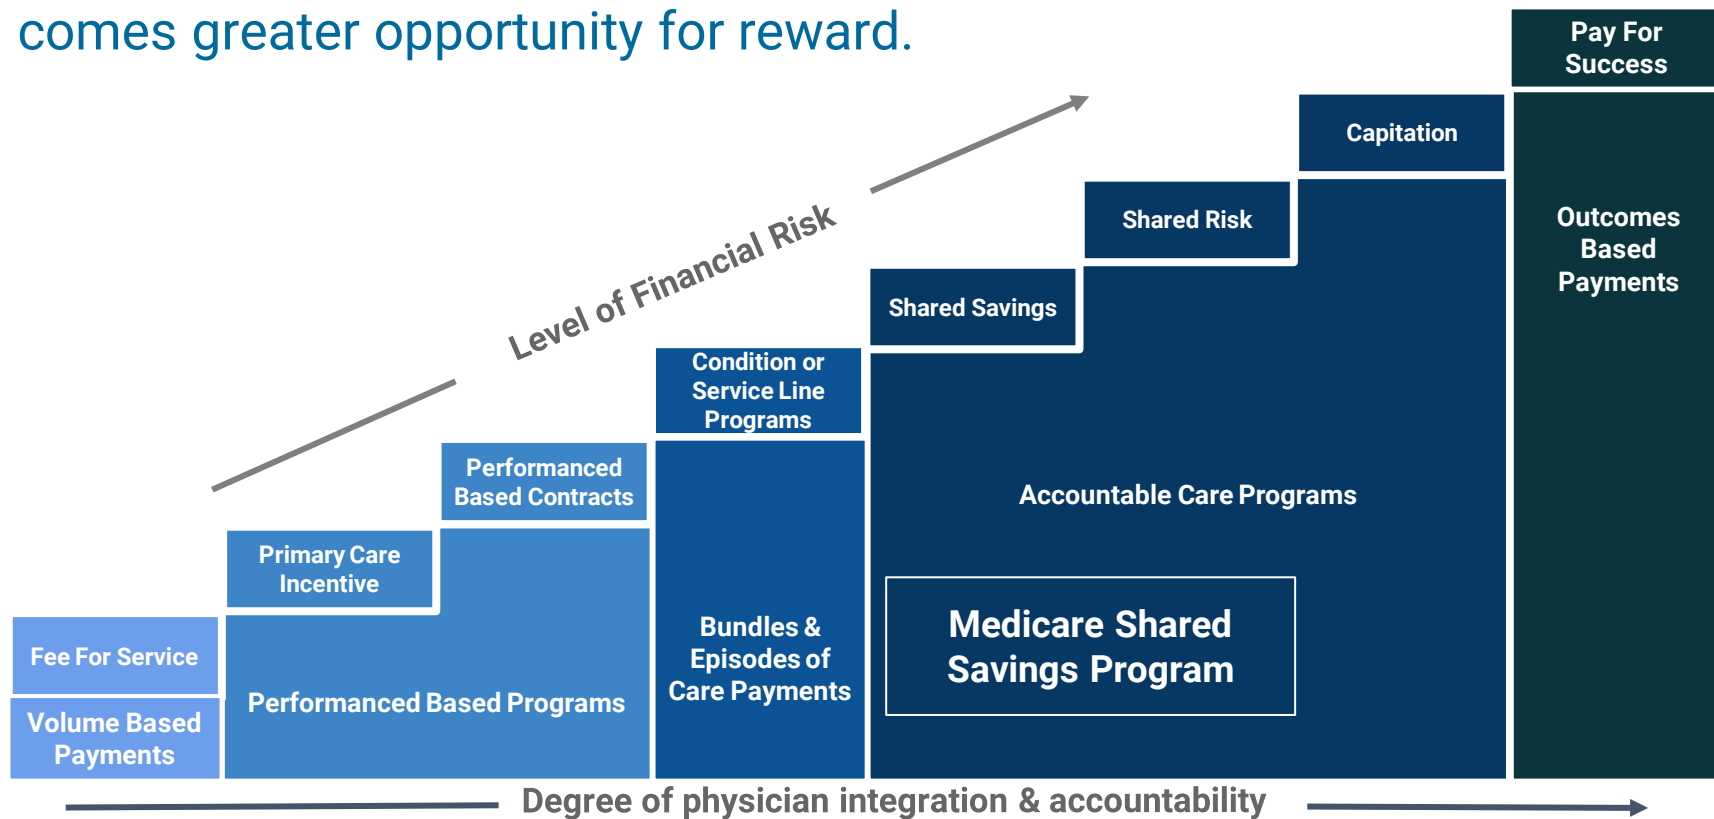 comes greater opportunity for reward.
Pay For
Success
Capitation
Shared Risk
Outcomes
Based
Payments
Level of Financial Risk
Shared Savings
Condition or
Service Line
Programs
Performanced
Based Contracts
Accountable Care Programs
Primary Care
Incentive
Medicare Shared
Savings Program
Bundles &
Episodes of
Care Payments
Fee For Service
Performanced Based Programs
Volume Based
Payments
Degree of physician integration & accountability